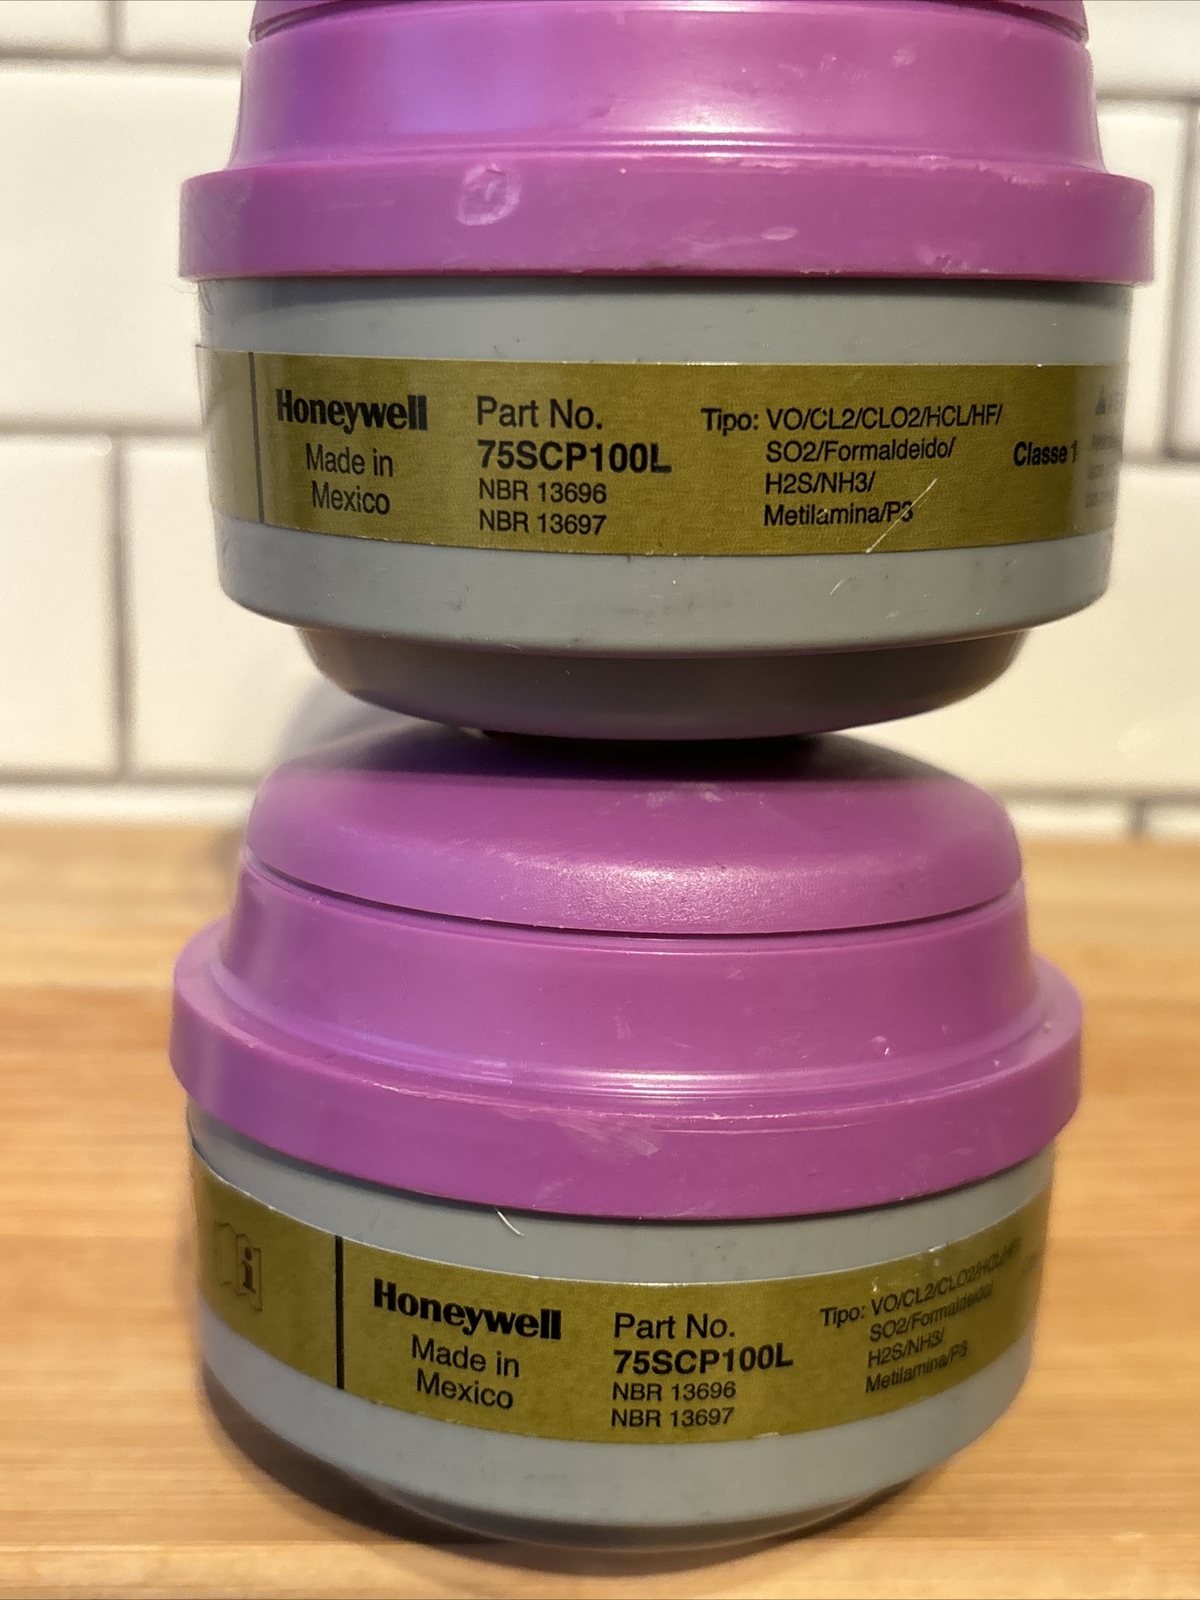 Honeywell
Made in
Mexico
Part No.
75SCP100L
NBR 13696
NBR 13697
Tipo: VO/CL2/CLO2/HCL/HF/
SO2/Formaldeido/
H2S/NH3/
Metilamina/P3
Classe 1
Honeywell
Made in
Mexico
Part No.
75SCP100L
NBR 13696
NBR 13697
Tipo: VO/CL2/CLO2/HCL/HF/
SO2/Formaldeido/
H2S/NH3/
Metilamina/P3